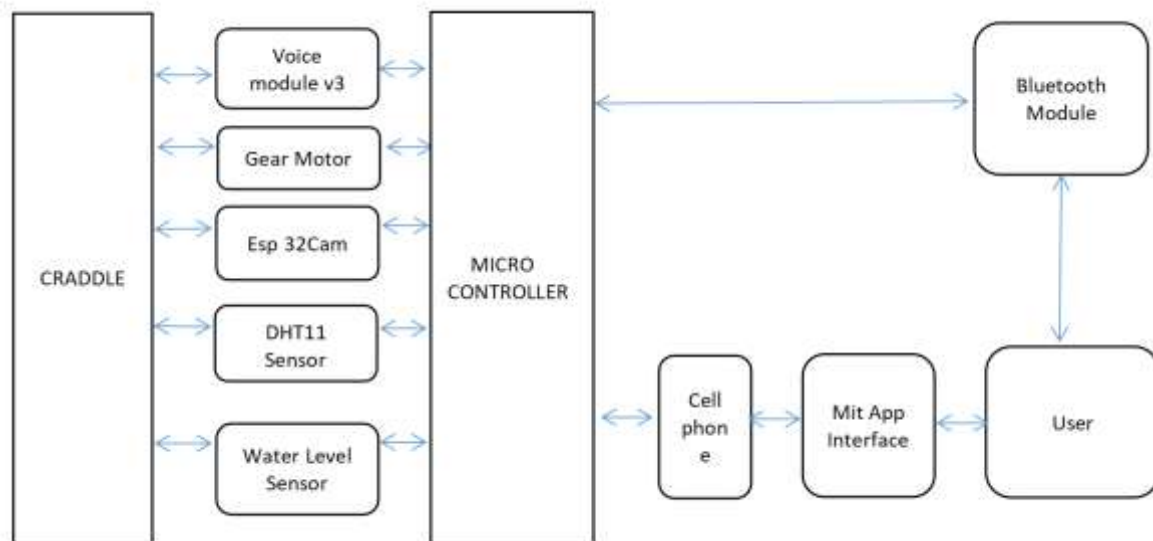 CRADDLE
Voice
module v3
Gear Motor
Esp 32Cam
DHT11
Sensor
Water Level
Sensor
MICRO
CONTROLLER
Bluetooth
Module
Cell
phon
e
Mit App
Interface
User